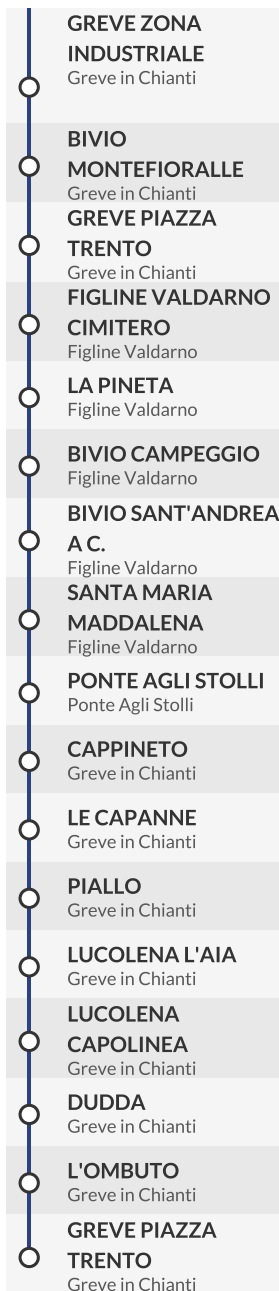 GREVE ZONA
INDUSTRIALE
Greve in Chianti
BIVIO
MONTEFIORALLE
Greve in Chianti
GREVE PIAZZA
TRENTO
Greve in Chianti
FIGLINE VALDARNO
CIMITERO
Figline Valdarno
LA PINETA
Figline Valdarno
BIVIO CAMPEGGIO
Figline Valdarno
BIVIO SANT'ANDREA
A C.
Figline Valdarno
SANTA MARIA
MADDALENA
Figline Valdarno
PONTE AGLI STOLLI
Ponte Agli Stolli
CAPPINETO
Greve in Chianti
LE CAPANNE
Greve in Chianti
PIALLO
Greve in Chianti
LUCOLENA L'AIA
Greve in Chianti
LUCOLENA
CAPOLINEA
Greve in Chianti
DUDDA
Greve in Chianti
L'OMBUTO
Greve in Chianti
GREVE PIAZZA
TRENTO
Greve in Chianti